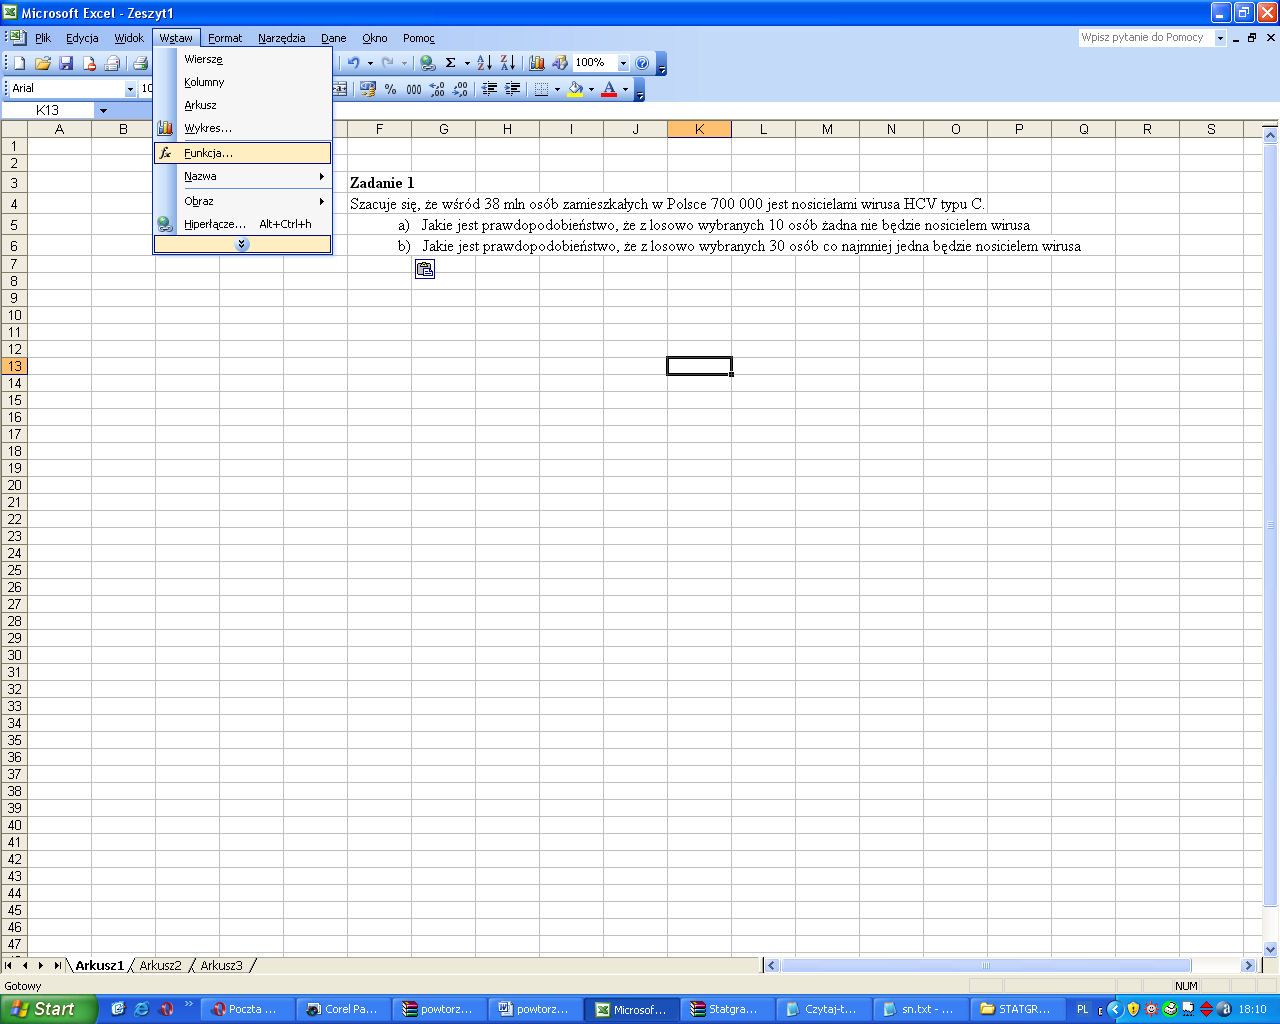 Microsoft Excel - Zeszyt1
Plik Edycja Widok Wstaw Format Narzędzia Dane Okno Pomoc Wpisz pytanie do Pomocy
100%
Arial 10 % 000
K13
Wiersze
Kolumny
Arkusz
Wykres...
Funkcja...
Nazwa
Obraz
Hiperłącze... Alt+Ctrl+h
A B F G H I J K L M N O P Q R S
1
2
3 Zadanie 1
4 Szacuje się, że wśród 38 mln osób zamieszkałych w Polsce 700 000 jest nosicielami wirusa HCV typu C.
5 a) Jakie jest prawdopodobieństwo, że z losowo wybranych 10 osób żadna nie będzie nosicielem wirusa
6 b) Jakie jest prawdopodobieństwo, że z losowo wybranych 30 osób co najmniej jedna będzie nosicielem wirusa
7
8
9
10
11
12
13
14
15
16
17
18
19
20
21
22
23
24
25
26
27
28
29
30
31
32
33
34
35
36
37
38
39
40
41
42
43
44
45
46
47
Arkusz1 Arkusz2 Arkusz3
Gotowy NUM
Start Poczta ... Corel Pa... powtorz... powtorz... Microsof... Statgra... Czytaj-t... sn.txt - ... STATGR... PL 18:10